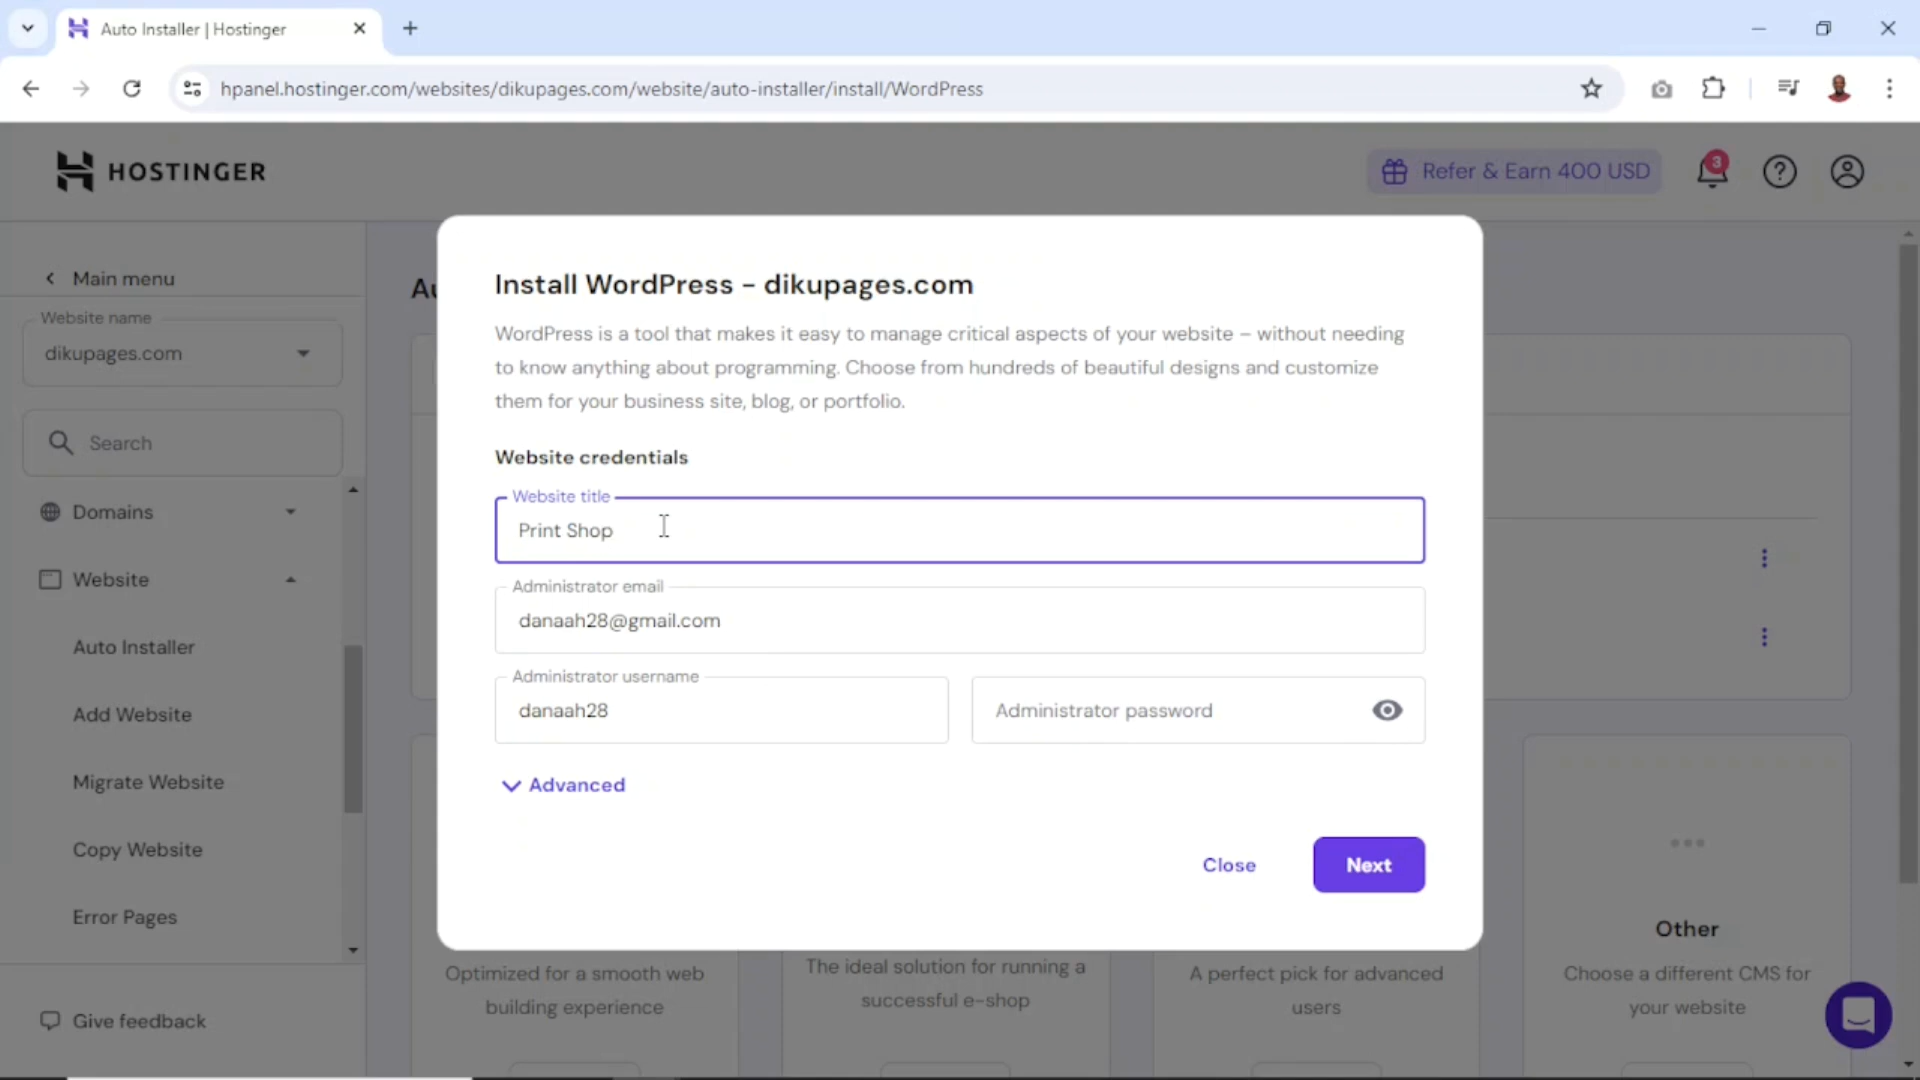 Auto Installer | Hostinger
hpanel.hostinger.com/websites/dikupages.com/website/auto-installer/install/WordPress
HOSTINGER
Refer & Earn 400 USD
3
Main menu
Website name
dikupages.com
Search
Domains
Website
Auto Installer
Add Website
Migrate Website
Copy Website
Error Pages
Give feedback
Au
Install WordPress - dikupages.com
WordPress is a tool that makes it easy to manage critical aspects of your website – without needing
to know anything about programming. Choose from hundreds of beautiful designs and customize
them for your business site, blog, or portfolio.
Website credentials
Website title
Print Shop
Administrator email
danaah28@gmail.com
Administrator username
danaah28
Administrator password
Advanced
Close
Next
Optimized for a smooth web
building experience
The ideal solution for running a
successful e-shop
A perfect pick for advanced
users
Other
Choose a different CMS for
your website